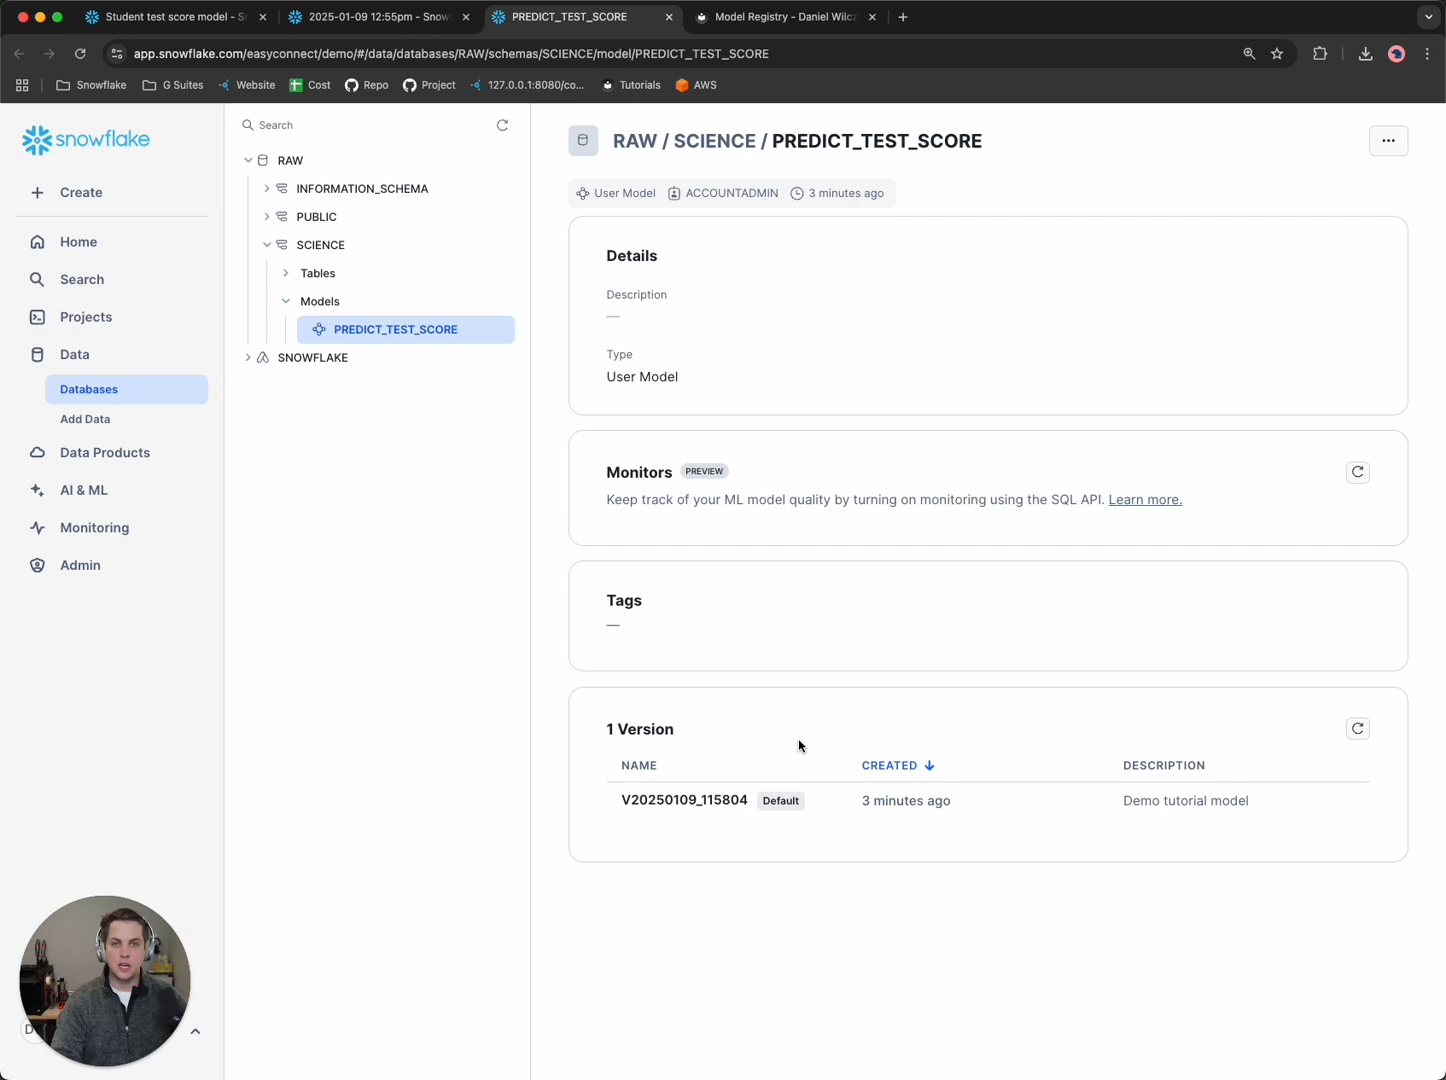 Student test score model - S
2025-01-09 12:55pm - Snow
PREDICT_TEST_SCORE
Model Registry - Daniel Wilcz
app.snowflake.com/easyconnect/demo/#/data/databases/RAW/schemas/SCIENCE/model/PREDICT_TEST_SCORE
Snowflake
G Suites
Website
Cost
Repo
Project
127.0.0.1:8080/co...
Tutorials
AWS
snowflake
Create
Home
Search
Projects
Data
Databases
Add Data
Data Products
AI & ML
Monitoring
Admin
D
Search
RAW
INFORMATION_SCHEMA
PUBLIC
SCIENCE
Tables
Models
PREDICT_TEST_SCORE
SNOWFLAKE
RAW / SCIENCE / PREDICT_TEST_SCORE
User Model ACCOUNTADMIN 3 minutes ago
Details
Description
—
Type
User Model
Monitors PREVIEW
Keep track of your ML model quality by turning on monitoring using the SQL API. Learn more.
Tags
—
1 Version
NAME CREATED DESCRIPTION
V20250109_115804 Default 3 minutes ago Demo tutorial model